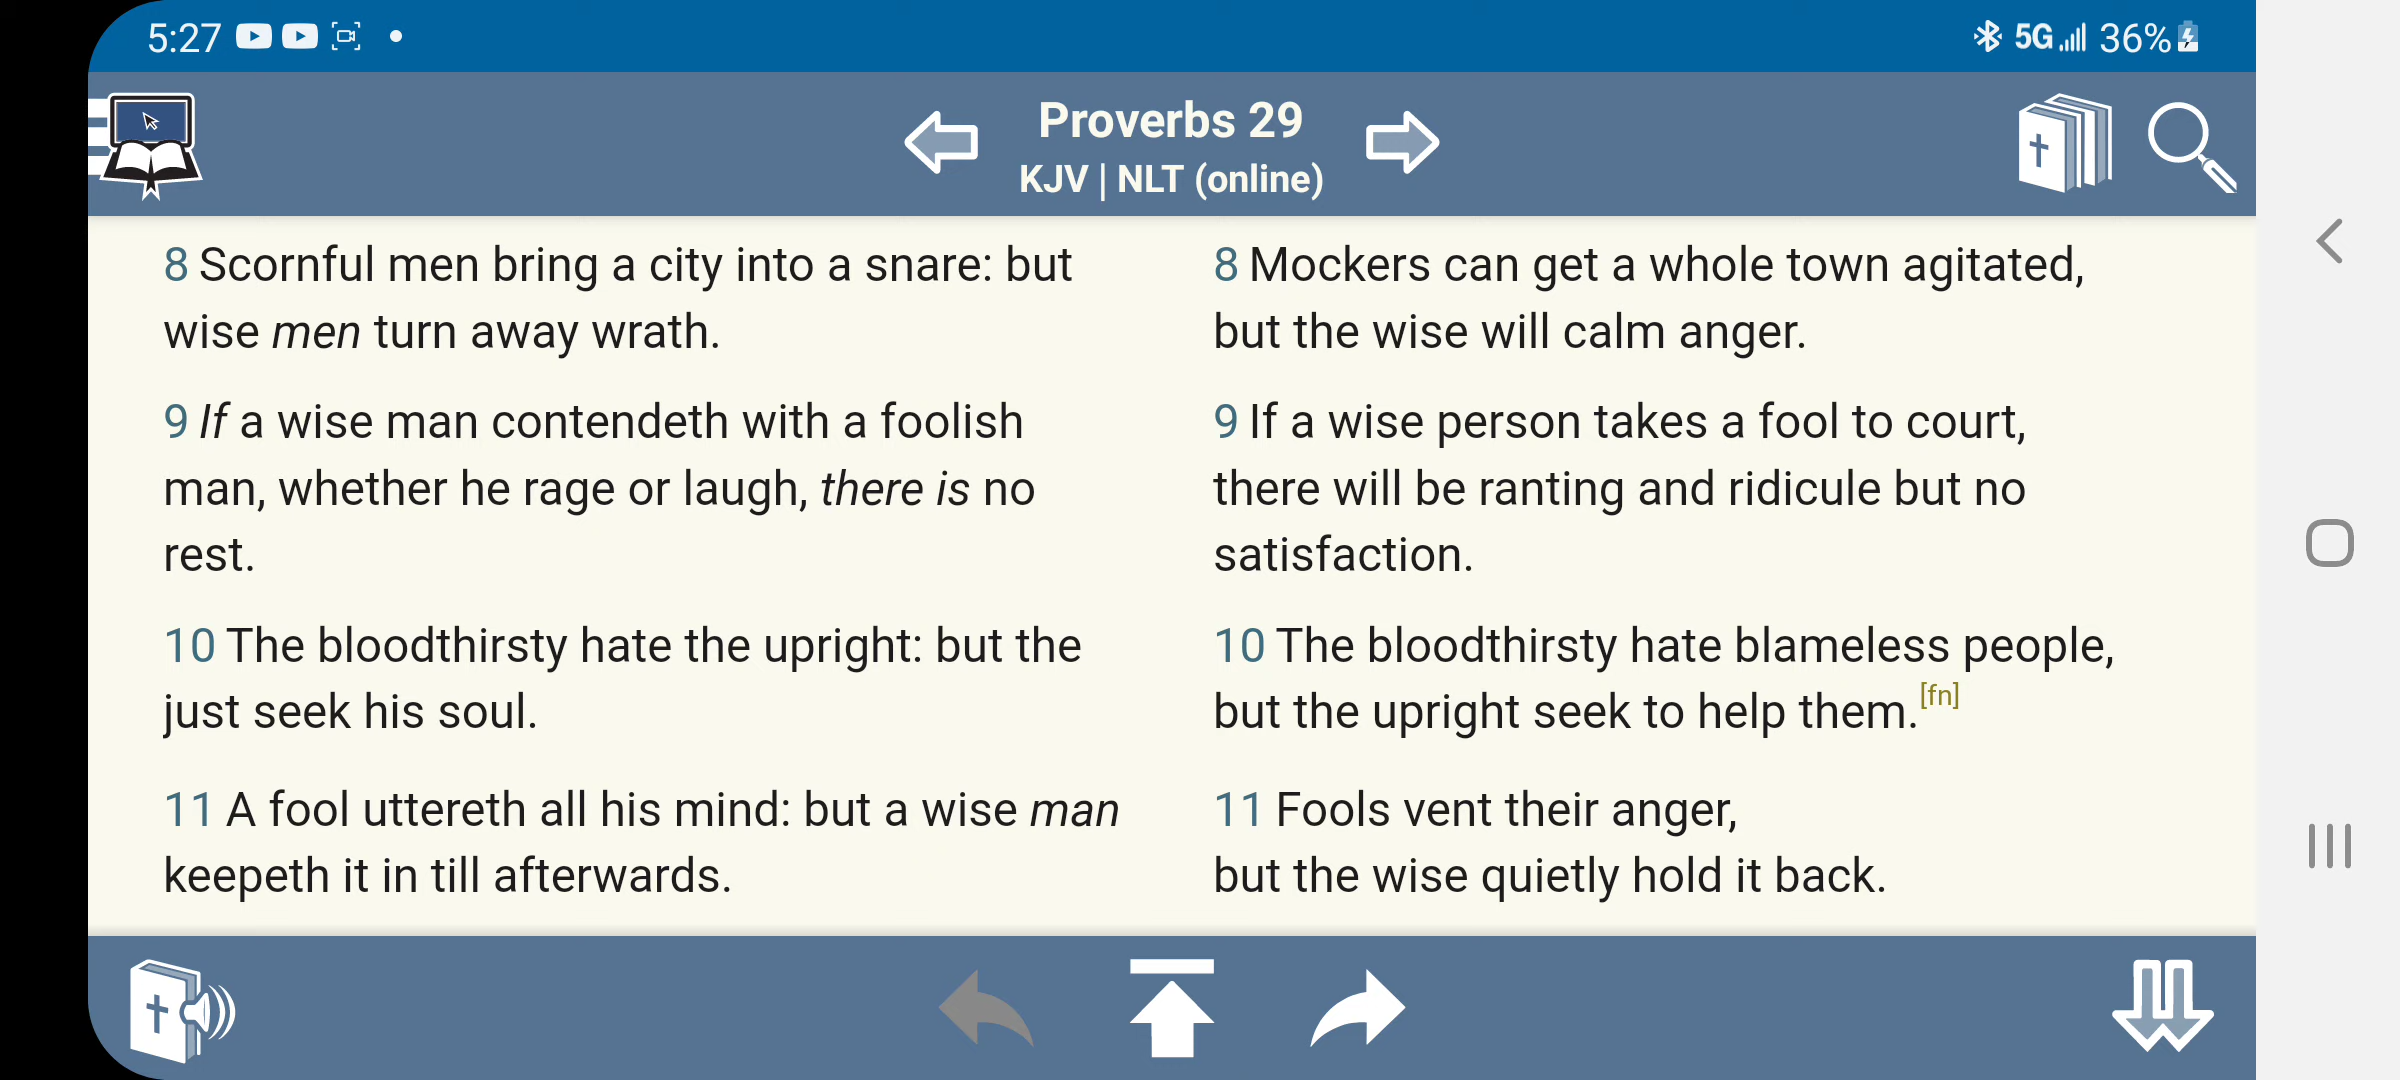 5:27
5G 36%
Proverbs 29
KJV | NLT (online)
8 Scornful men bring a city into a snare: but
wise men turn away wrath.
9 If a wise man contendeth with a foolish
man, whether he rage or laugh, there is no
rest.
10 The bloodthirsty hate the upright: but the
just seek his soul.
11 A fool uttereth all his mind: but a wise man
keepeth it in till afterwards.
8 Mockers can get a whole town agitated,
but the wise will calm anger.
9 If a wise person takes a fool to court,
there will be ranting and ridicule but no
satisfaction.
10 The bloodthirsty hate blameless people,
but the upright seek to help them.[fn]
11 Fools vent their anger,
but the wise quietly hold it back.